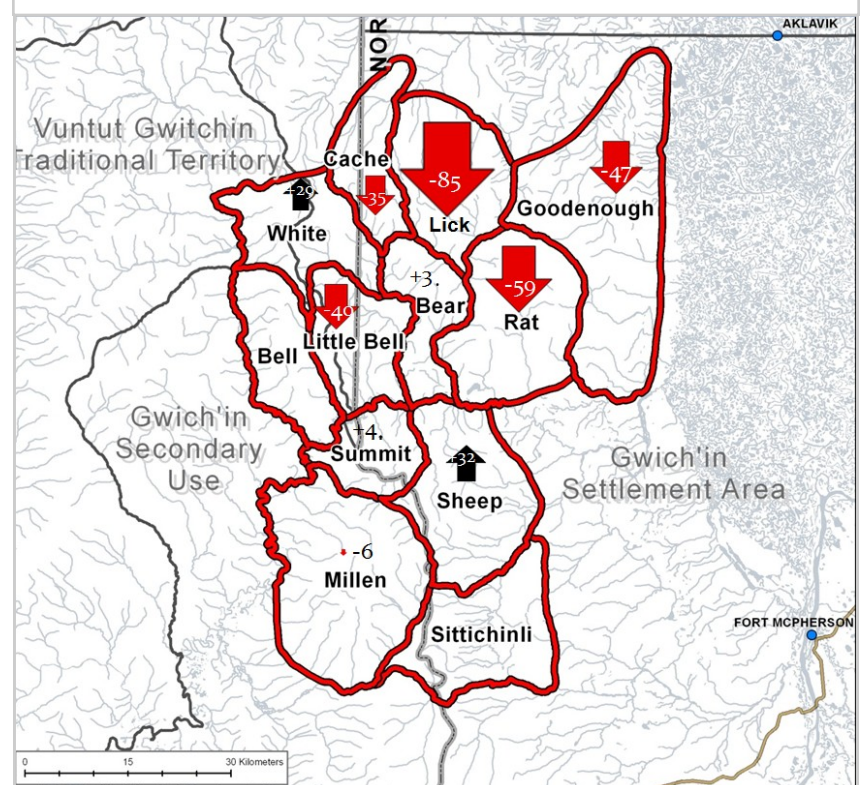 AKLAVIK
NOR
Vuntut Gwitchin
Traditional Territory
Cache
-85
-47
+29
-35
Goodenough
Lick
White
+3.
-59
Bear
-40
Rat
Little Bell
Bell
Gwich'in
Secondary
Use
+4.
Summit
+32
Gwich'in
Settlement Area
Sheep
-6
Millen
FORT MCPHERSON
Sittichinli
0 15 30 Kilometers